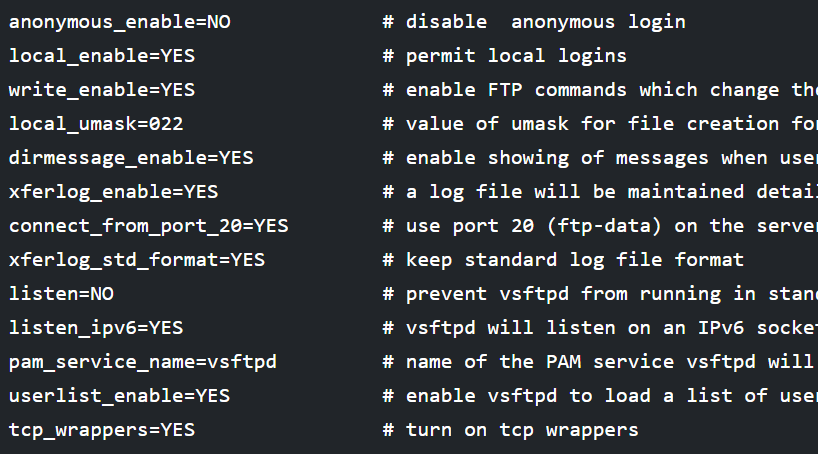 anonymous_enable=NO # disable  anonymous login
local_enable=YES # permit local logins
write_enable=YES # enable FTP commands which change the
local_umask=022 # value of umask for file creation for
dirmessage_enable=YES # enable showing of messages when user
xferlog_enable=YES # a log file will be maintained detail
connect_from_port_20=YES # use port 20 (ftp-data) on the server
xferlog_std_format=YES # keep standard log file format
listen=NO # prevent vsftpd from running in stand
listen_ipv6=YES # vsftpd will listen on an IPv6 socket
pam_service_name=vsftpd # name of the PAM service vsftpd will
userlist_enable=YES # enable vsftpd to load a list of user
tcp_wrappers=YES # turn on tcp wrappers